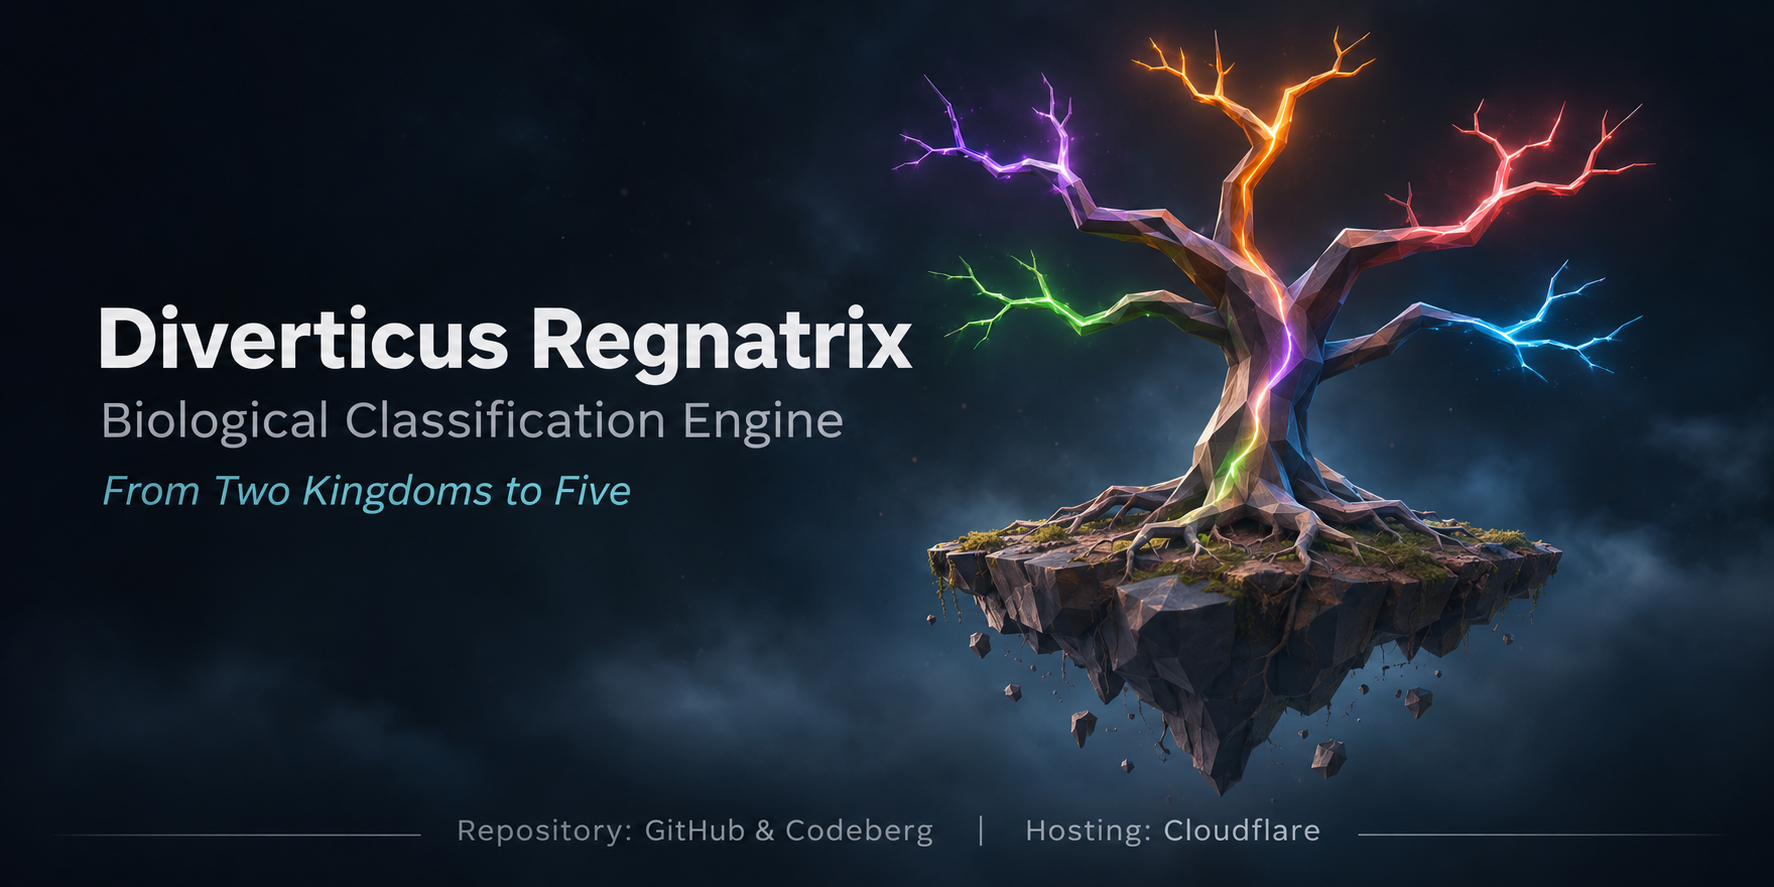 Diverticus Regnatrix
Biological Classification Engine
From Two Kingdoms to Five
Repository: GitHub & Codeberg | Hosting: Cloudflare